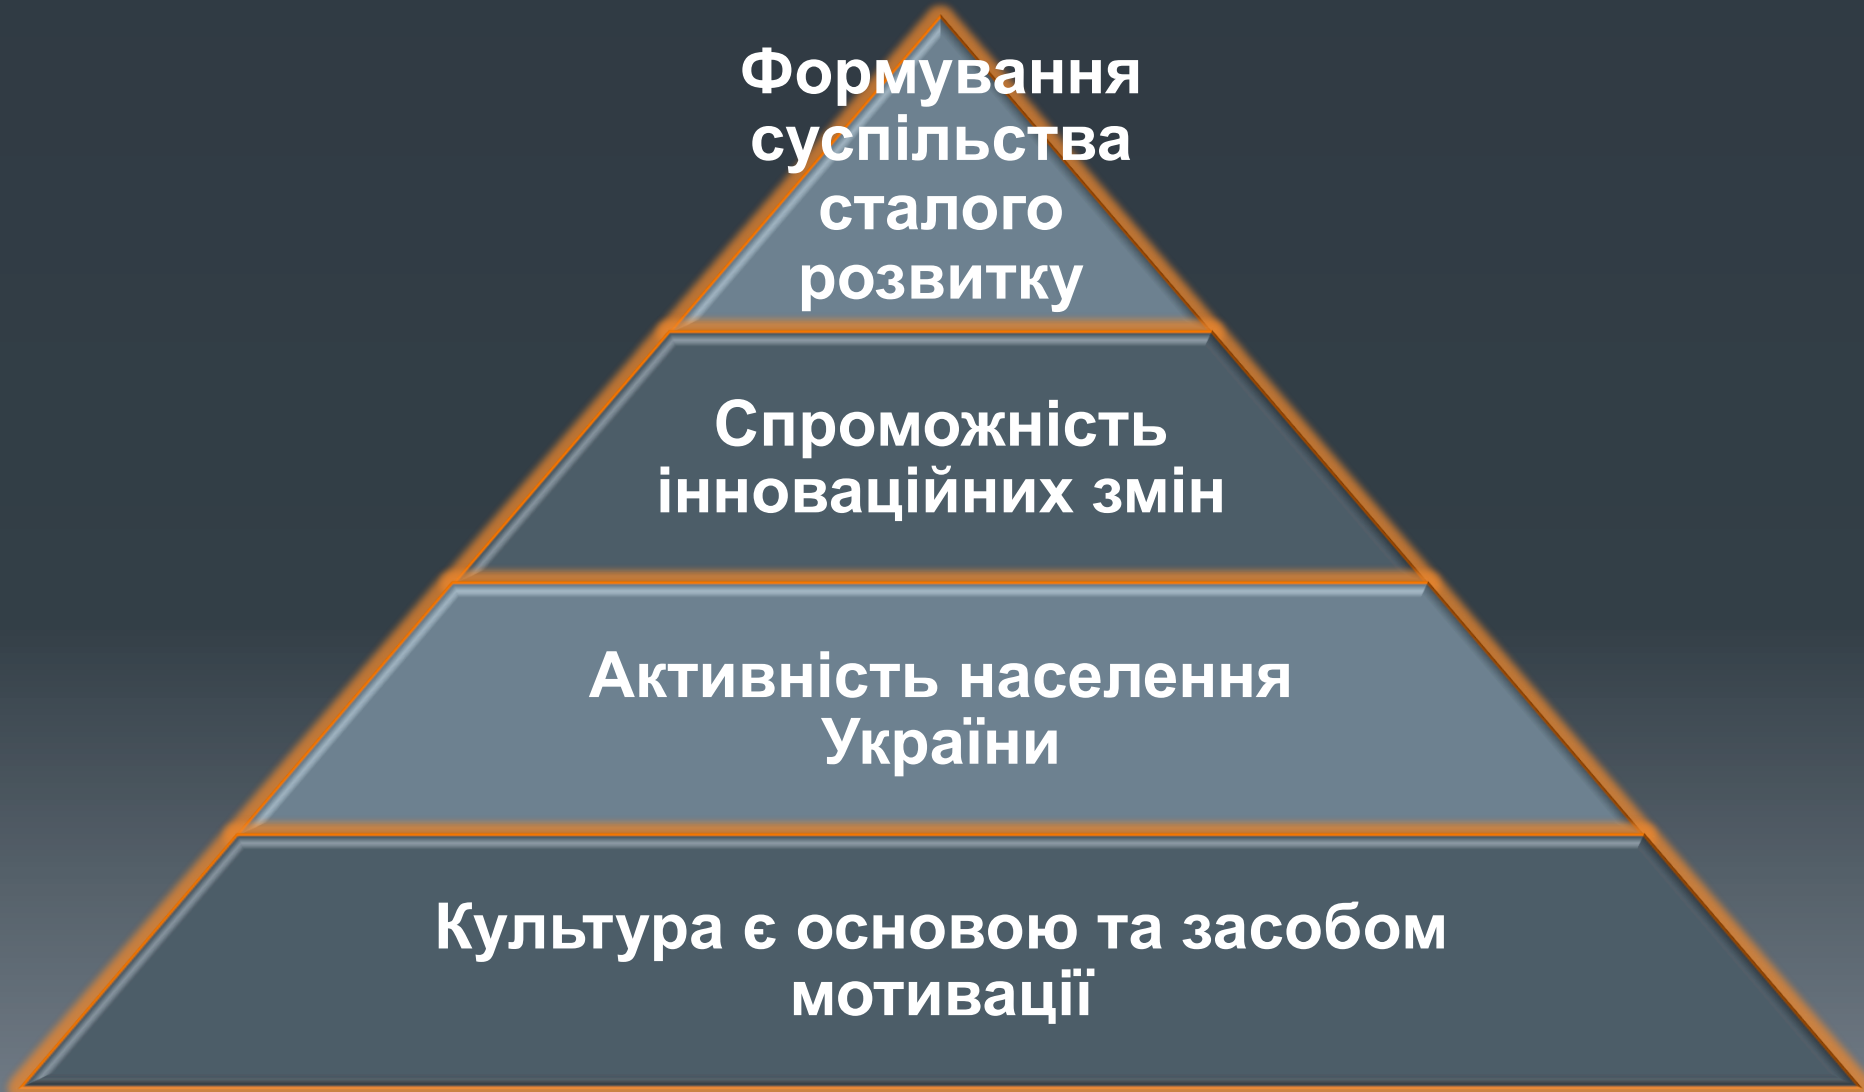 Формування
суспільства
сталого
розвитку
Спроможність
інноваційних змін
Активність населення
України
Культура є основою та засобом
мотивації